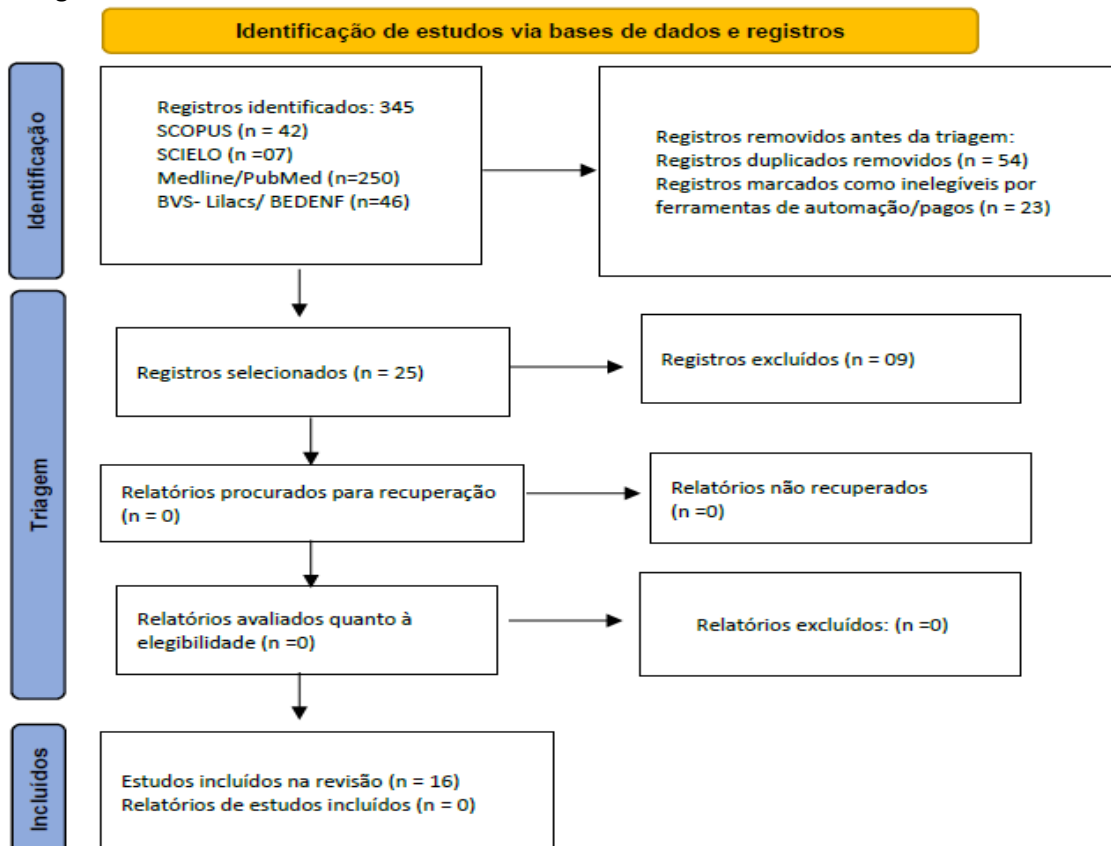 Identificação de estudos via bases de dados e registros
Identificação
Registros identificados: 345
SCOPUS (n = 42)
SCIELO (n =07)
Medline/PubMed (n=250)
BVS- Lilacs/ BEDENF (n=46)
Registros removidos antes da triagem:
Registros duplicados removidos (n = 54)
Registros marcados como inelegíveis por
ferramentas de automação/pagos (n = 23)
Triagem
Registros selecionados (n = 25)
Registros excluídos (n = 09)
Relatórios procurados para recuperação
(n = 0)
Relatórios não recuperados
(n =0)
Relatórios avaliados quanto à
elegibilidade (n =0)
Relatórios excluídos: (n =0)
Incluídos
Estudos incluídos na revisão (n = 16)
Relatórios de estudos incluídos (n = 0)